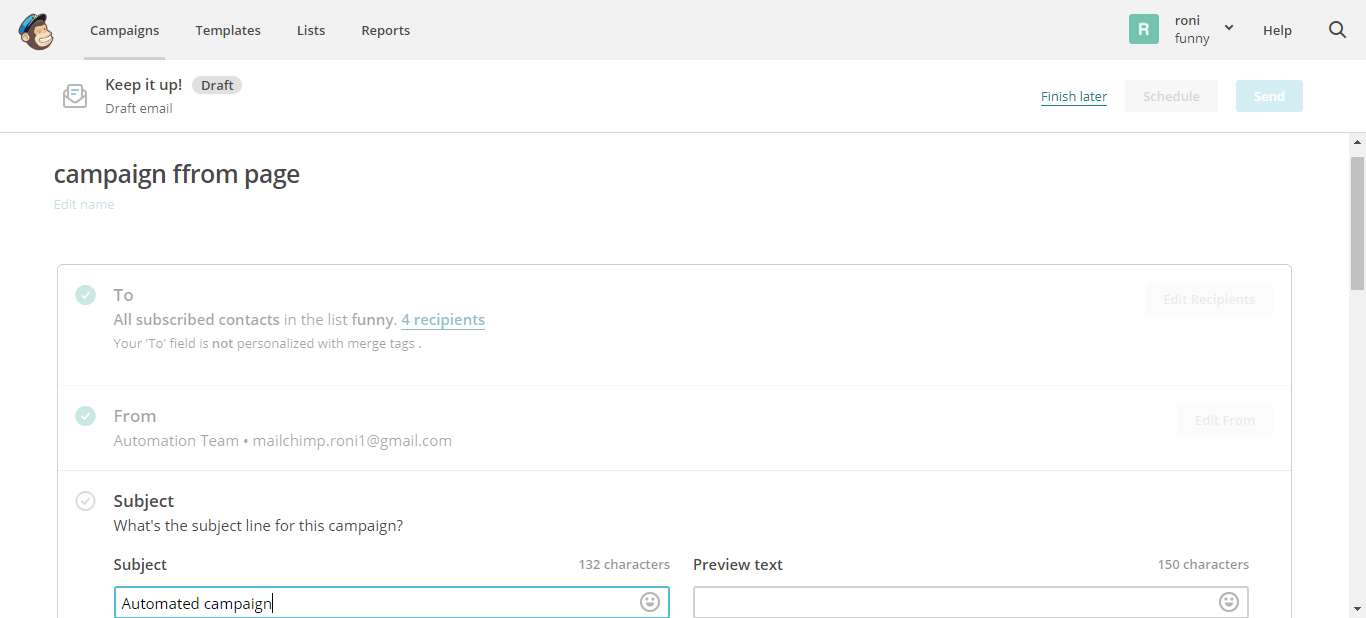 Campaigns Templates Lists Reports
R
roni
funny
Help
Keep it up! Draft
Draft email
Finish later Schedule Send
campaign ffrom page
Edit name
To
Edit Recipients
All subscribed contacts in the list funny. 4 recipients
Your 'To' field is not personalized with merge tags .
From
Edit From
Automation Team • mailchimp.roni1@gmail.com
Subject
What's the subject line for this campaign?
Subject 132 characters Preview text 150 characters
Automated campaign